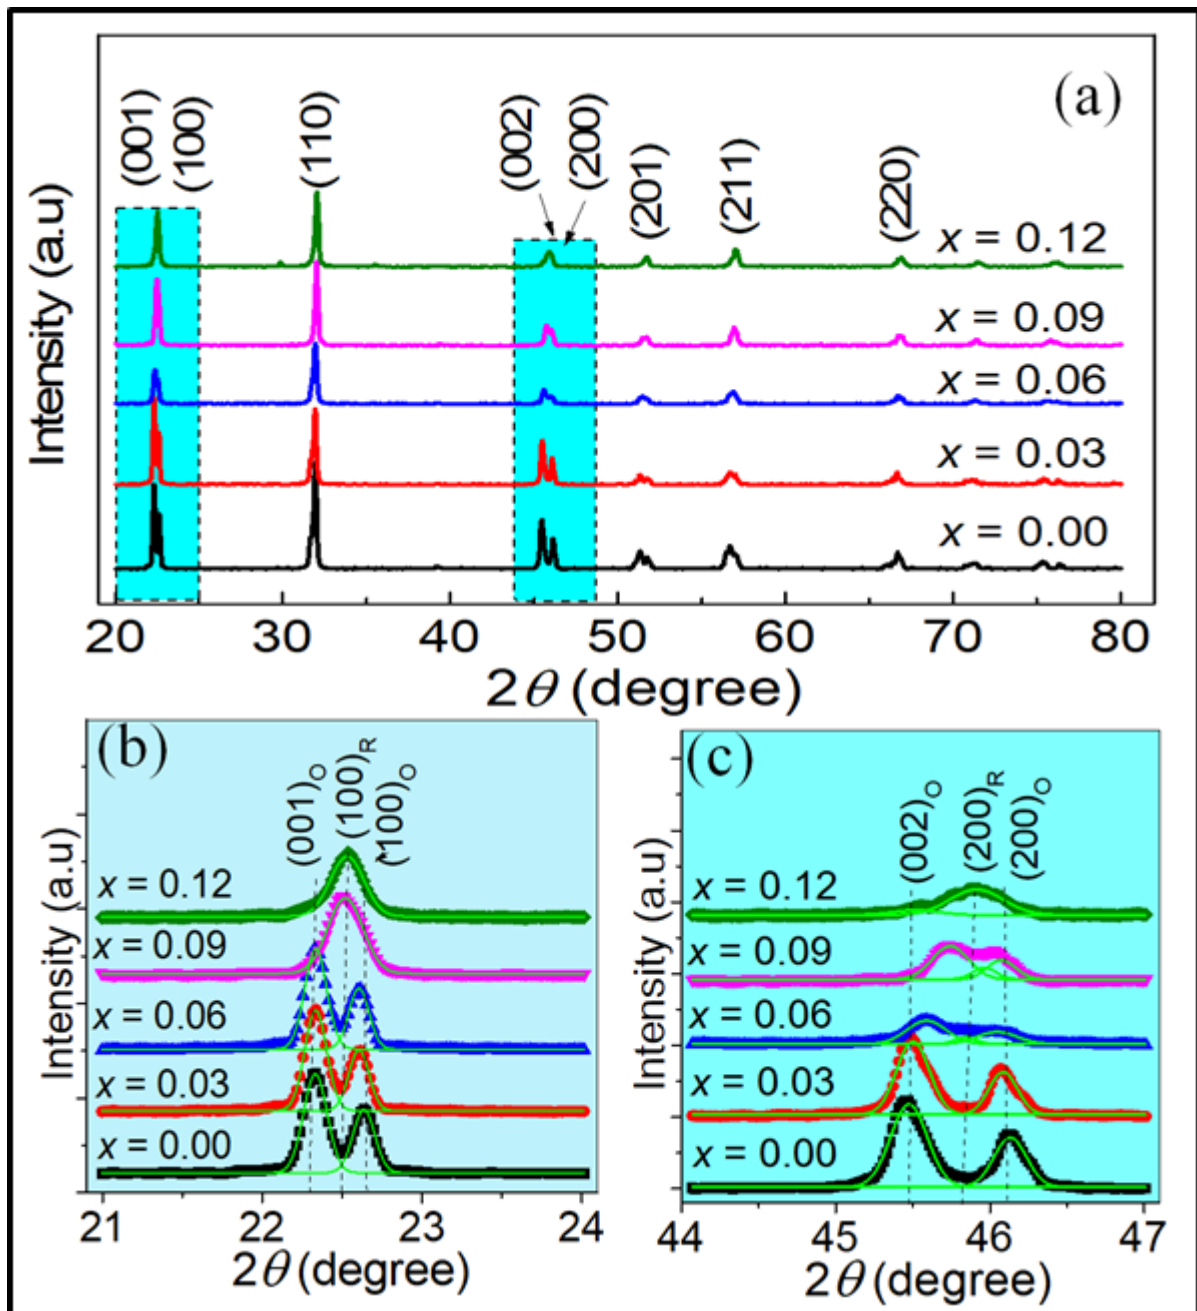 (a)
(001)
(100)
(110)
(002)
(200)
(201)
(211)
(220)
x = 0.12
x = 0.09
x = 0.06
x = 0.03
x = 0.00
Intensity (a.u)
20 30 40 50 60 70 80
2θ (degree)
(b)
(001)O
(100)R
(100)O
x = 0.12
x = 0.09
x = 0.06
x = 0.03
x = 0.00
Intensity (a.u)
21 22 23 24
2θ (degree)
(c)
(002)O
(200)R
(200)O
x = 0.12
x = 0.09
x = 0.06
x = 0.03
x = 0.00
Intensity (a.u)
44 45 46 47
2θ (degree)